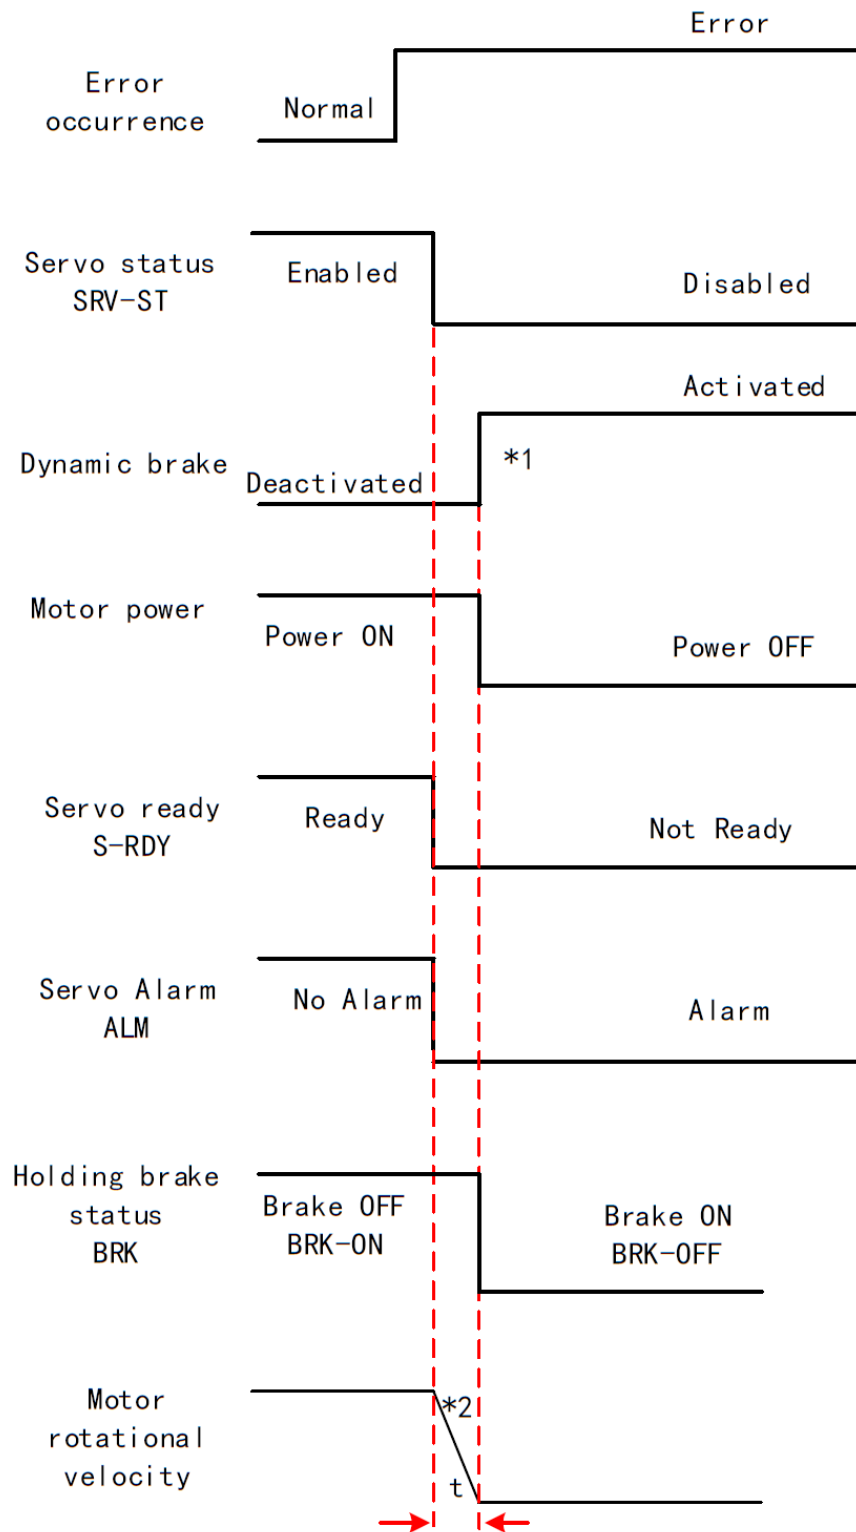 Error
Error
occurrence
Normal
Servo status
SRV-ST
Enabled
Disabled
Activated
Dynamic brake
Deactivated
*1
Motor power
Power ON
Power OFF
Servo ready
S-RDY
Ready
Not Ready
Servo Alarm
ALM
No Alarm
Alarm
Holding brake
status
BRK
Brake OFF
BRK-ON
Brake ON
BRK-OFF
Motor
rotational
velocity
*2
t